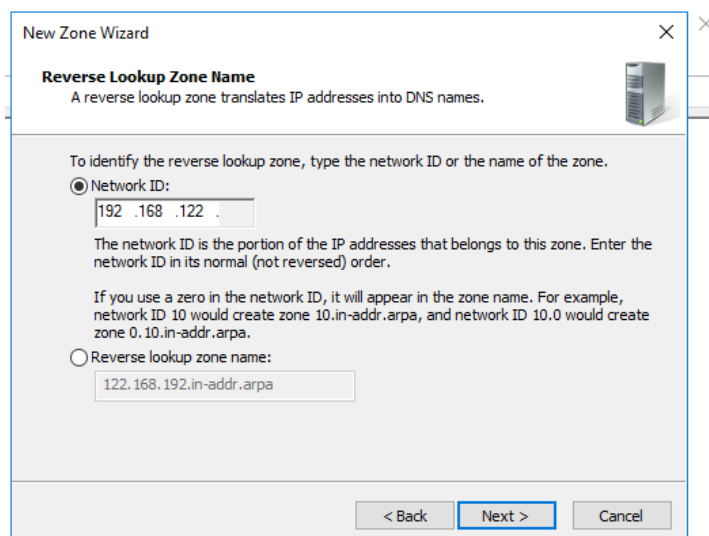 New Zone Wizard
Reverse Lookup Zone Name
A reverse lookup zone translates IP addresses into DNS names.
To identify the reverse lookup zone, type the network ID or the name of the zone.
Network ID:
192 .168 .122 .
The network ID is the portion of the IP addresses that belongs to this zone. Enter the
network ID in its normal (not reversed) order.
If you use a zero in the network ID, it will appear in the zone name. For example,
network ID 10 would create zone 10.in-addr.arpa, and network ID 10.0 would create
zone 0.10.in-addr.arpa.
Reverse lookup zone name:
122.168.192.in-addr.arpa
< Back Next > Cancel